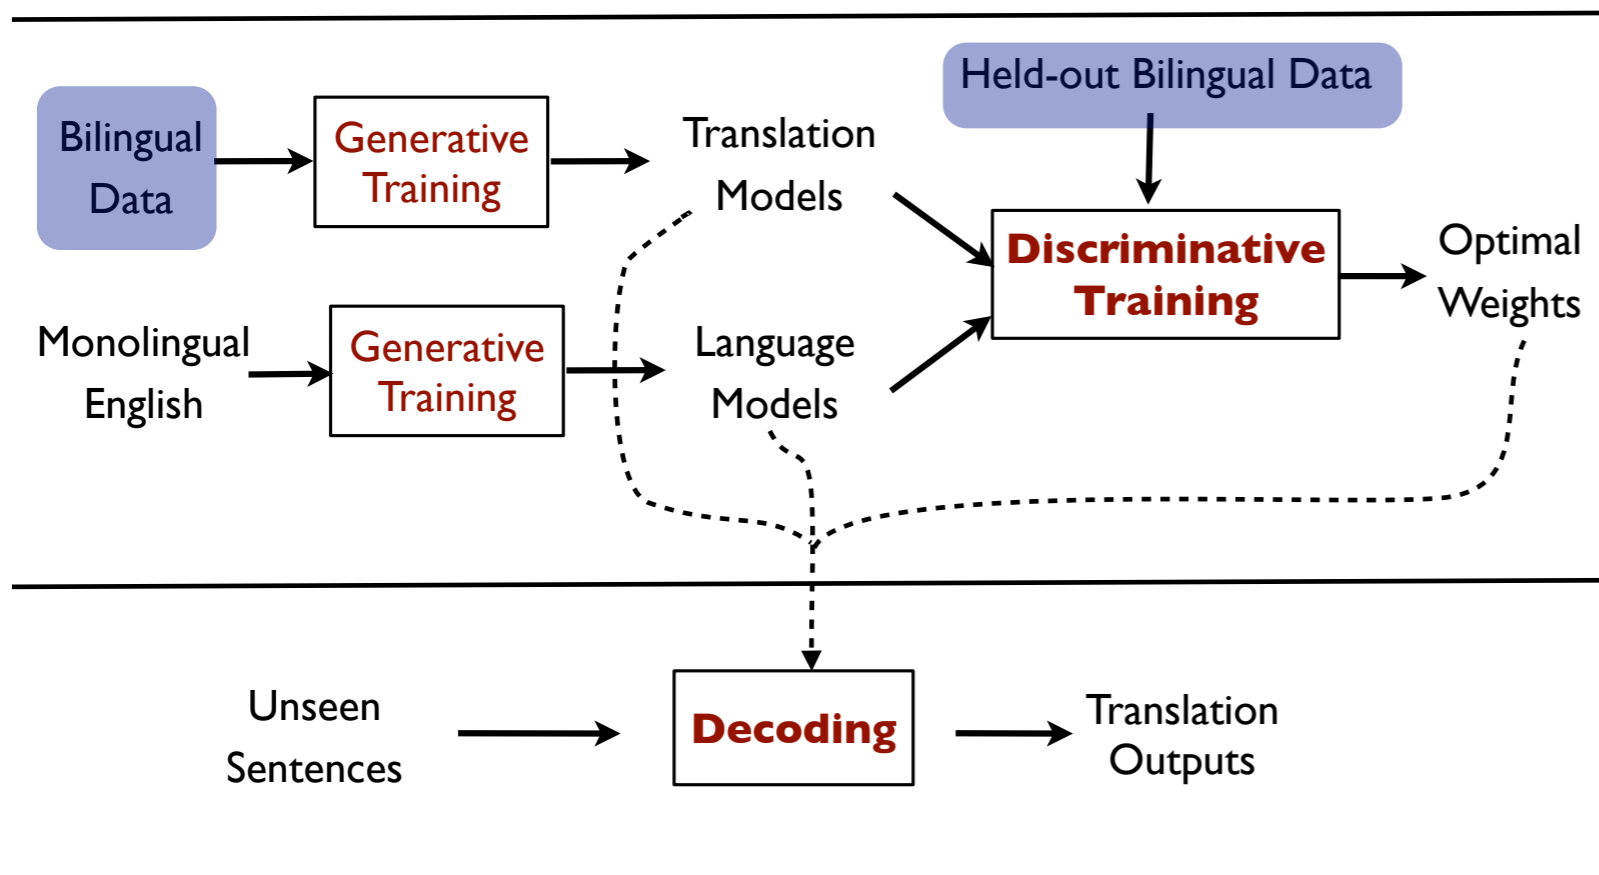 Held-out Bilingual Data
Bilingual
Data
Generative
Training
Translation
Models
Discriminative
Training
Optimal
Weights
Monolingual
English
Generative
Training
Language
Models
Unseen
Sentences
Decoding
Translation
Outputs